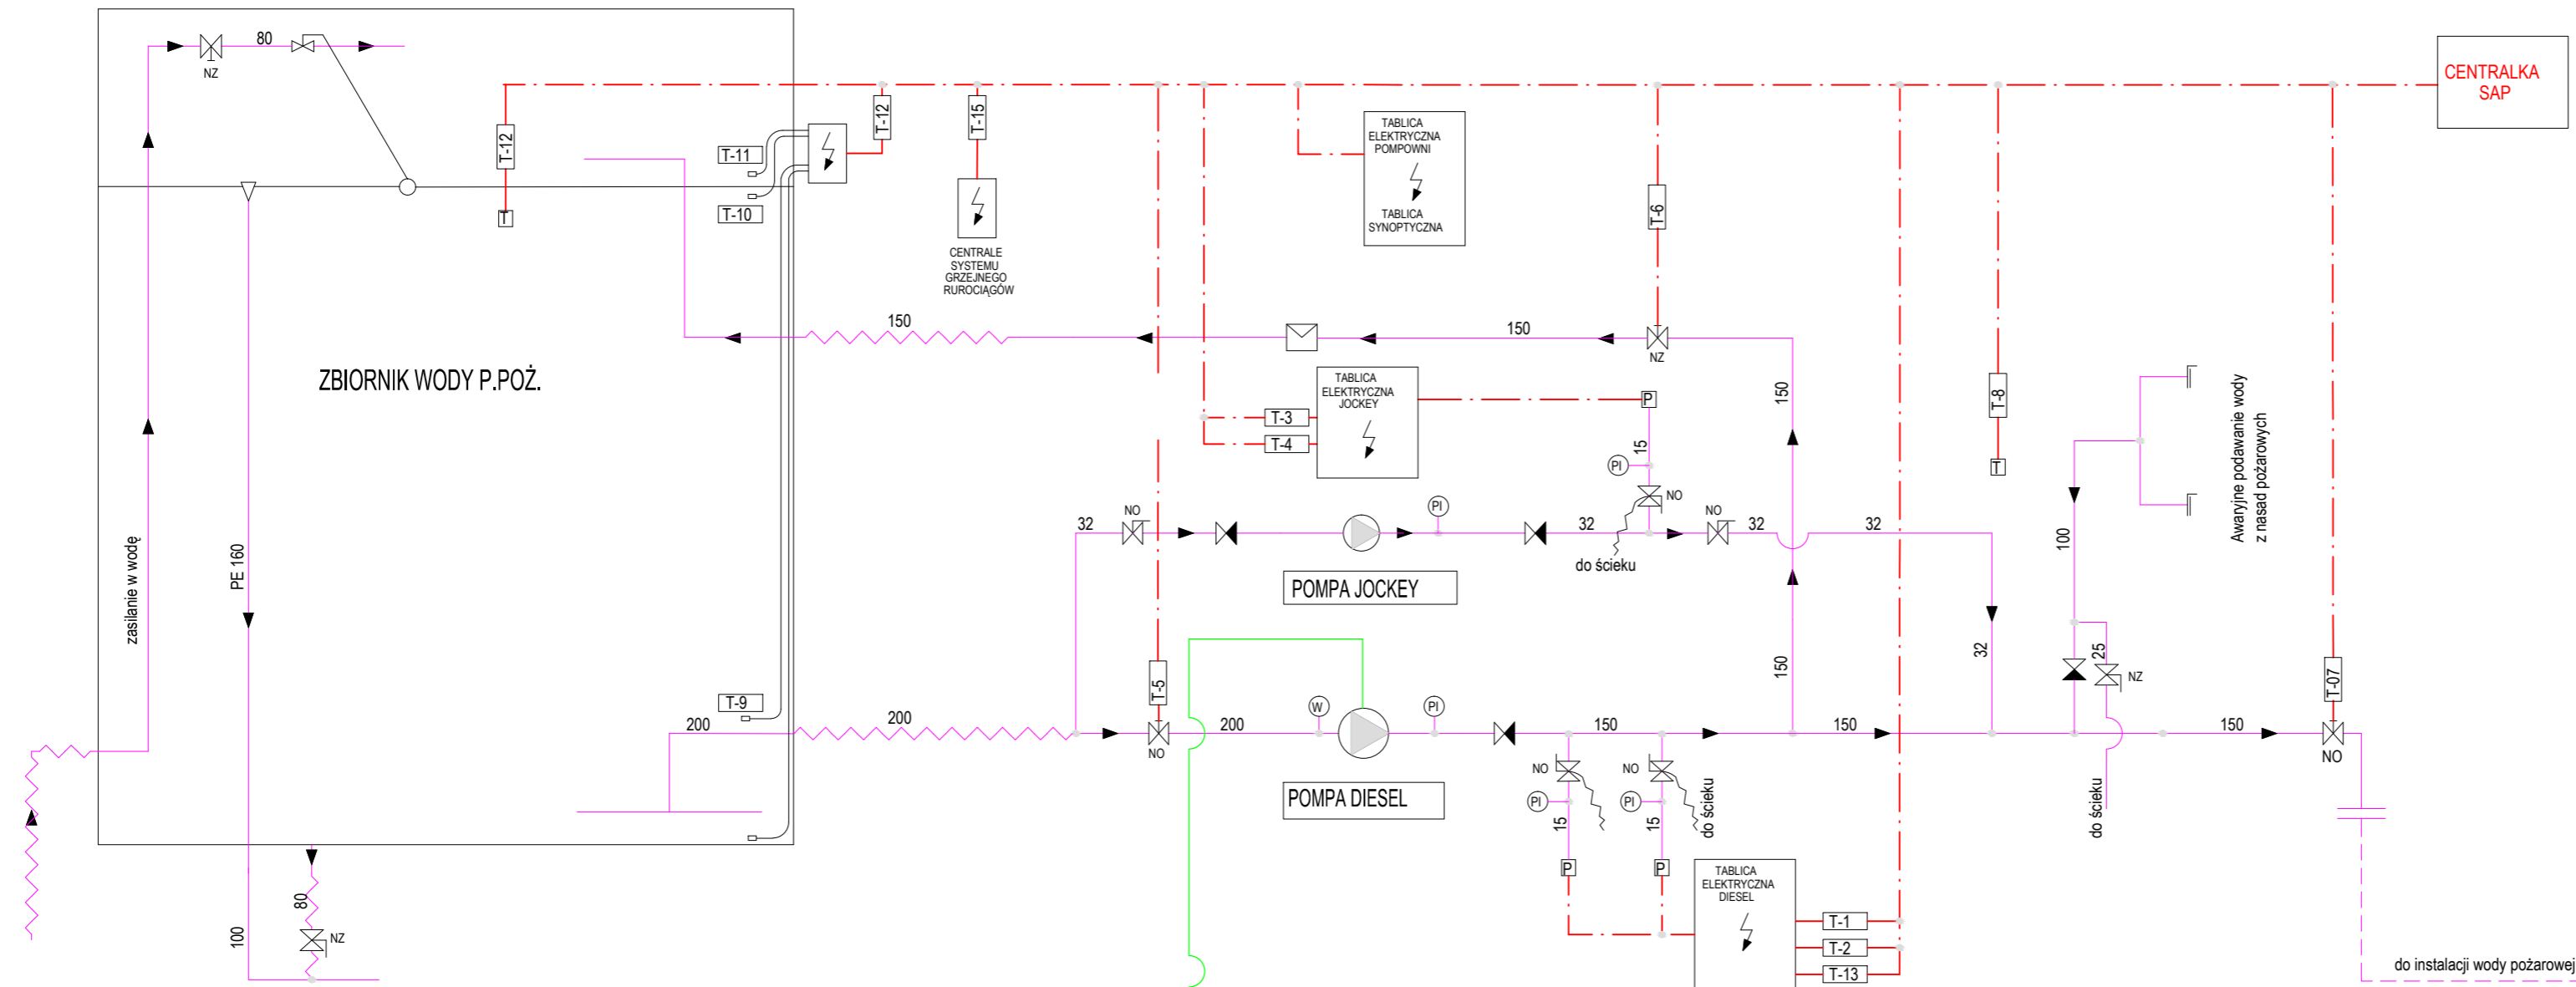 80
NZ
CENTRALKA
SAP
T-12
T-11
T-10
T
T-12
T-15
CENTRALE
SYSTEMU
GRZEJNEGO
RUROCIĄGÓW
TABLICA
ELEKTRYCZNA
POMPOWNI
TABLICA
SYNOPTYCZNA
T-6
NZ
150
150
150
ZBIORNIK WODY P.POŻ.
zasilanie w wodę
PE 160
TABLICA
ELEKTRYCZNA
JOCKEY
T-3
T-4
P
15
PI
NO
T-8
T
Awaryjne podawanie wody
z nasad pożarowych
100
32
NO
PI
32
do ścieku
NO
32
32
32
POMPA JOCKEY
25
NZ
do ścieku
T-5
NO
T-9
200
200
200
W
PI
150
150
150
150
T-07
NO
POMPA DIESEL
NO
PI
15
P
NO
PI
15
P
do ścieku
TABLICA
ELEKTRYCZNA
DIESEL
T-1
T-2
T-13
80
NZ
100
do instalacji wody pożarowej